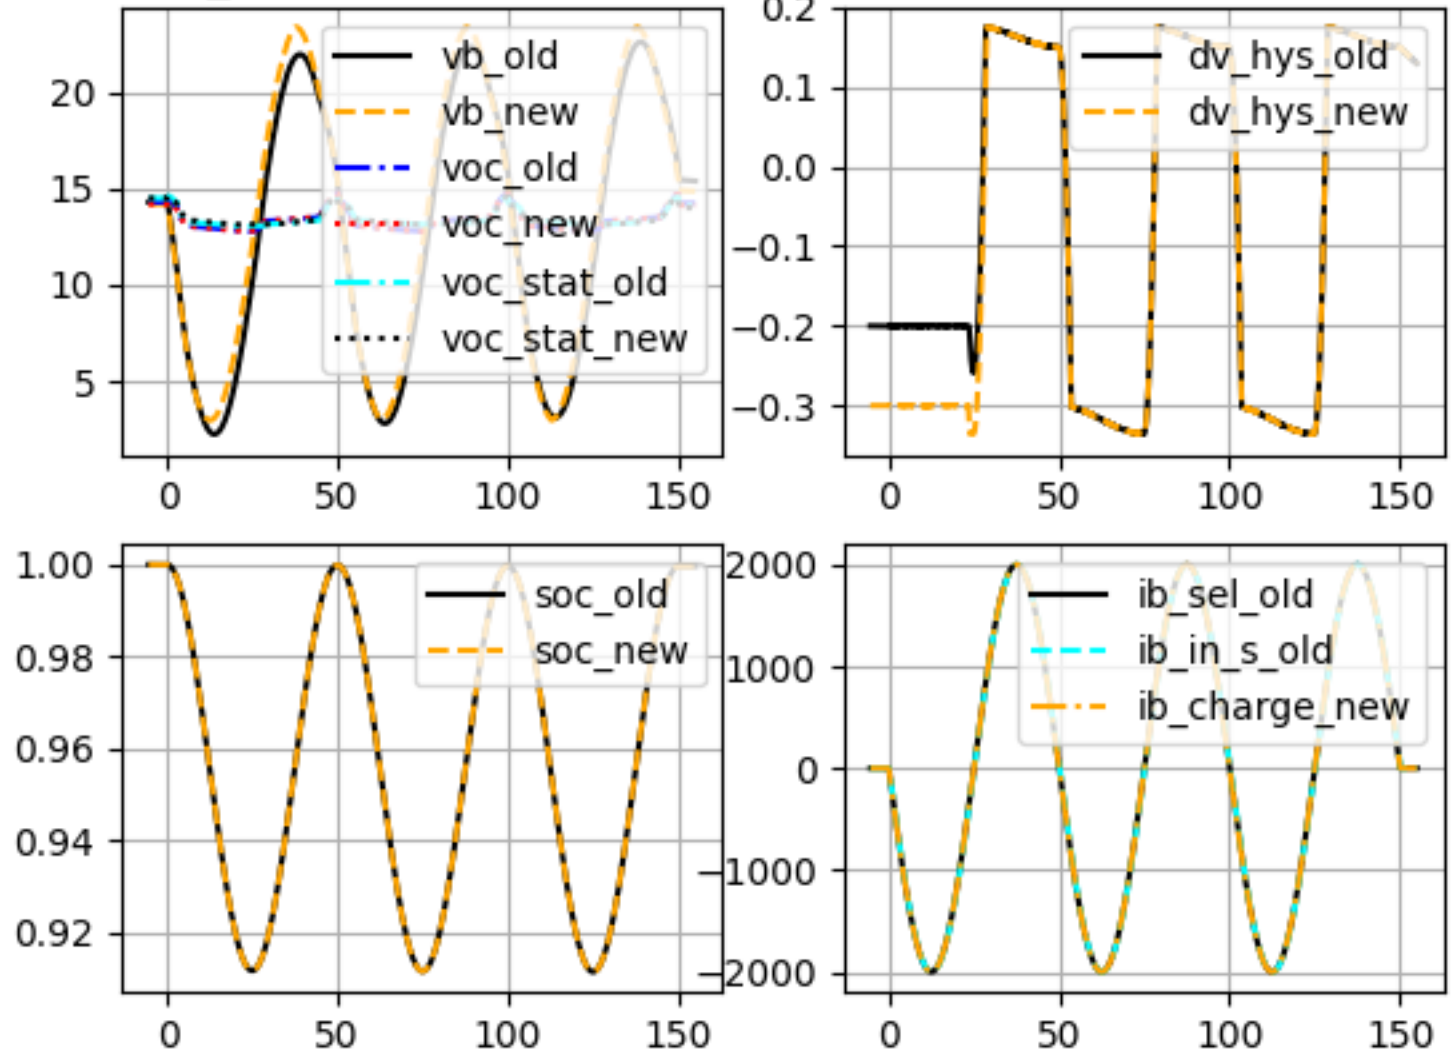 20
15
10
5
0
50
100
150
vb_old
vb_new
voc_old
voc_new
voc_stat_old
voc_stat_new
0.2
0.1
0.0
−0.1
−0.2
−0.3
0
50
100
150
dv_hys_old
dv_hys_new
1.00
0.98
0.96
0.94
0.92
0
50
100
150
soc_old
soc_new
2000
1000
0
−1000
−2000
0
50
100
150
ib_sel_old
ib_in_s_old
ib_charge_new